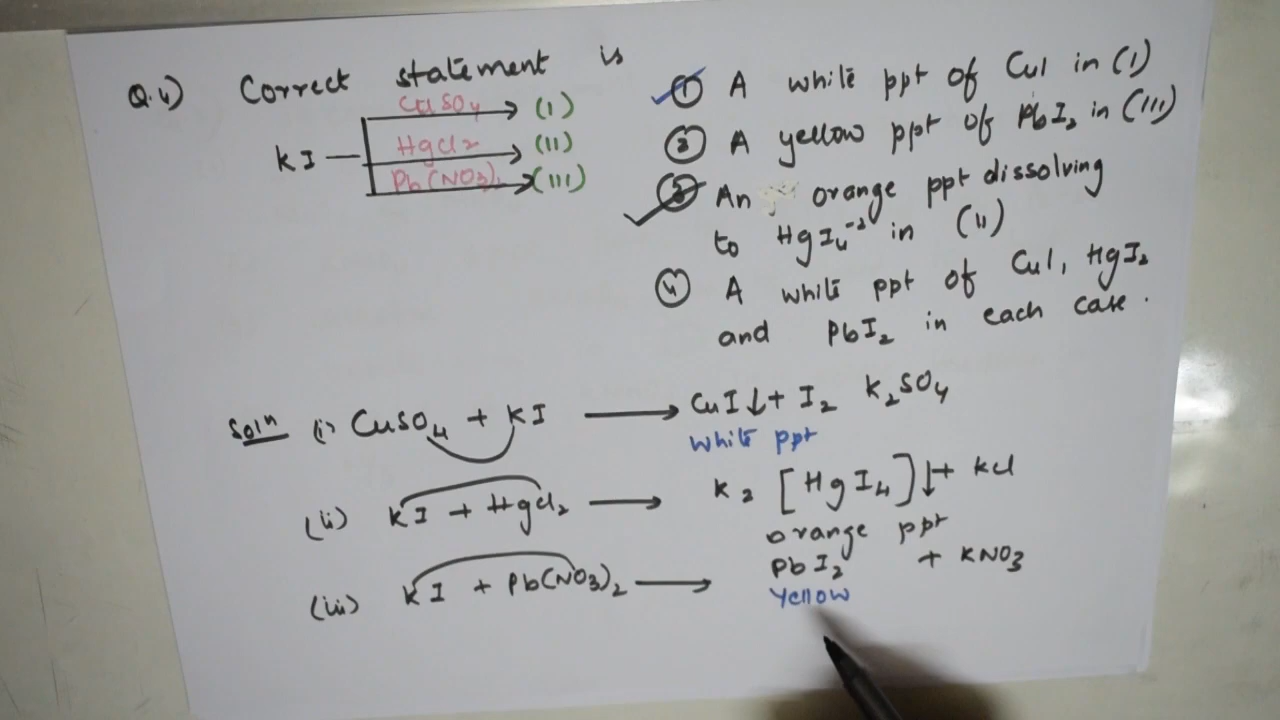 Q.4) Correct statement is
KI
CuSO4 (I)
HgCl2 (II)
Pb(NO3)2 (III)
① A white ppt of CuI in (I)
② A yellow ppt of PbI2 in (III)
③ An orange ppt dissolving
to HgI4⁻² in (II)
④ A white ppt of CuI, HgI2
and PbI2 in each case.
Soln (i) CuSO4 + KI → CuI↓ + I2 K2SO4
White ppt
(ii) KI + HgCl2 → K2[HgI4]↓ + KCl
orange ppt
(iii) KI + Pb(NO3)2 → PbI2 + KNO3
Yellow